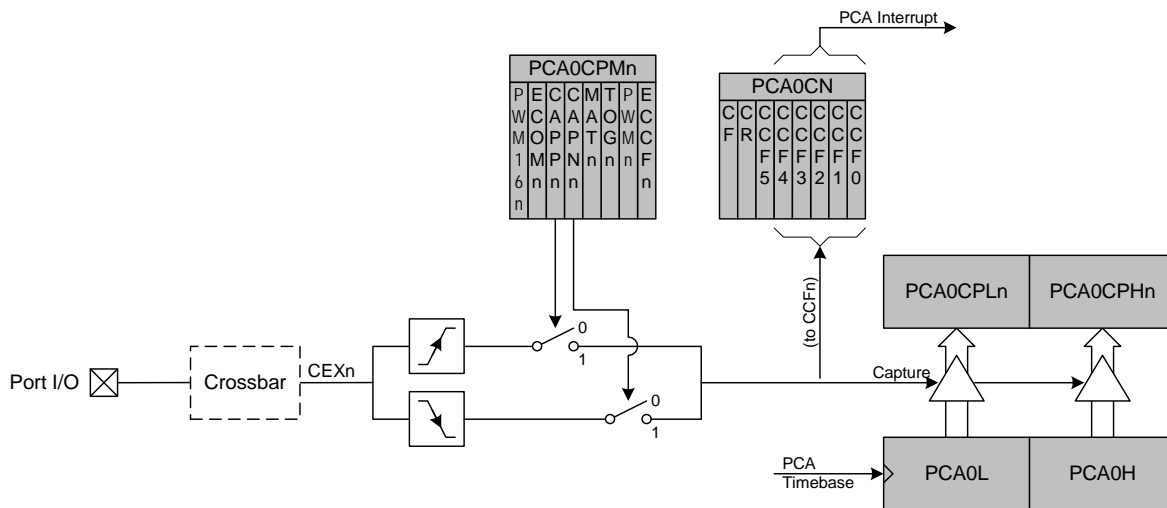 PCA Interrupt
PCA0CPMn
PWM16n
ECOMn
CAPPn
CAPNn
MATn
TOGn
PWMn
ECCFn
PCA0CN
CF
CR
CCF5
CCF4
CCF3
CCF2
CCF1
CCF0
(to CCFn)
PCA0CPLn
PCA0CPHn
0
1
Port I/O
Crossbar
CEXn
Capture
0
1
PCA
Timebase
PCA0L
PCA0H